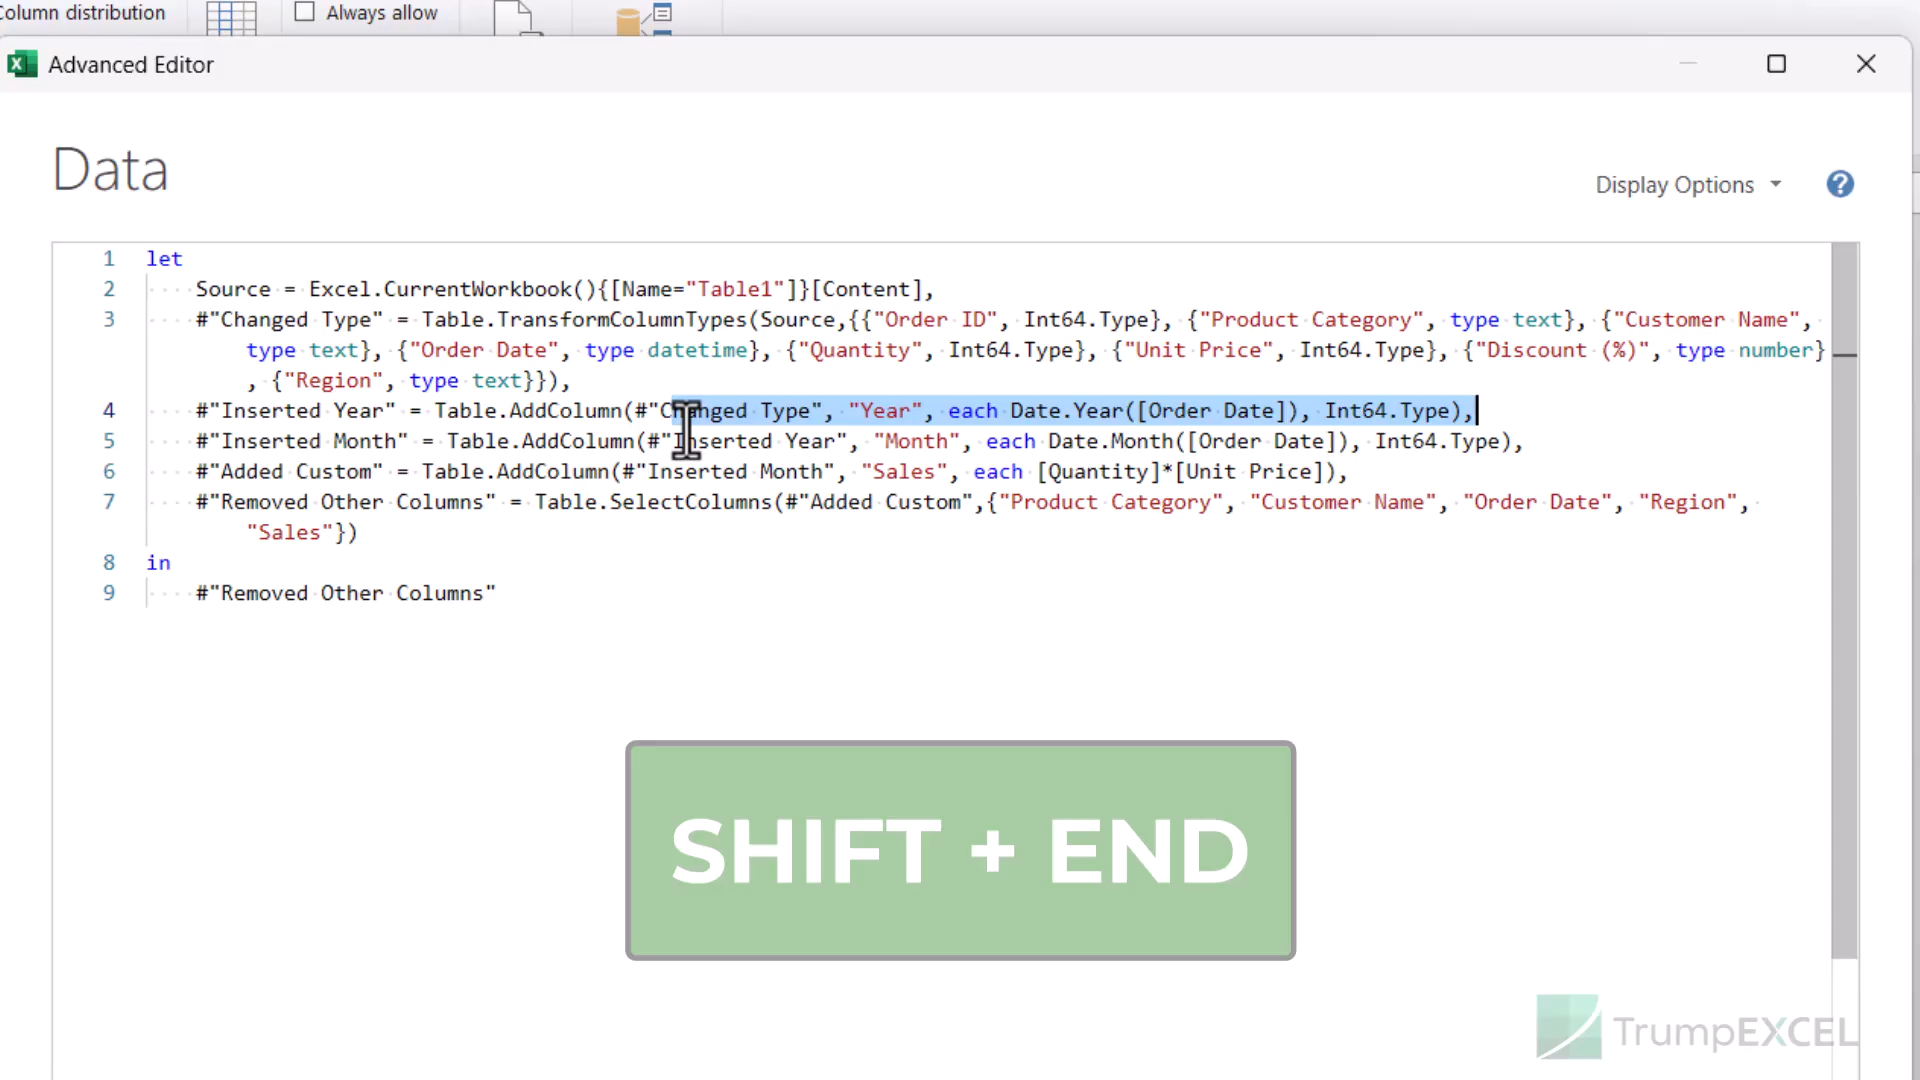 olumn distribution
Always allow
Advanced Editor
Data
Display Options
?
1 let
2 Source = Excel.CurrentWorkbook(){[Name="Table1"]}[Content],
3 #"Changed Type" = Table.TransformColumnTypes(Source,{{"Order ID", Int64.Type}, {"Product Category", type text}, {"Customer Name",
type text}, {"Order Date", type datetime}, {"Quantity", Int64.Type}, {"Unit Price", Int64.Type}, {"Discount (%)", type number}
, {"Region", type text}}),
4 #"Inserted Year" = Table.AddColumn(#"Changed Type", "Year", each Date.Year([Order Date]), Int64.Type),
5 #"Inserted Month" = Table.AddColumn(#"Inserted Year", "Month", each Date.Month([Order Date]), Int64.Type),
6 #"Added Custom" = Table.AddColumn(#"Inserted Month", "Sales", each [Quantity]*[Unit Price]),
7 #"Removed Other Columns" = Table.SelectColumns(#"Added Custom",{"Product Category", "Customer Name", "Order Date", "Region",
"Sales"})
8 in
9 #"Removed Other Columns"
SHIFT + END
TrumpEXCEL